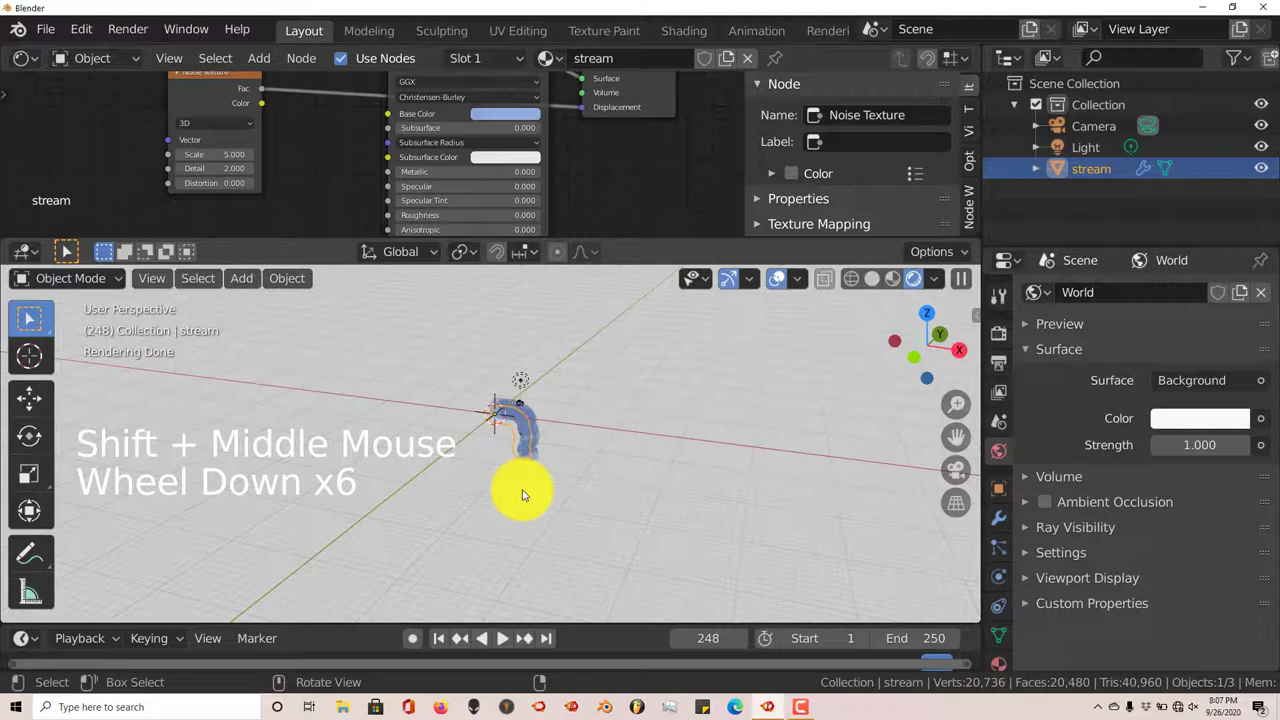 Blender
File Edit Render Window Help Layout Modeling Sculpting UV Editing Texture Paint Shading Animation Renderi Scene View Layer
Object View Select Add Node Use Nodes Slot 1 stream
Noise Texture
Fac
Color
3D
Vector
Scale 5.000
Detail 2.000
Distortion 0.000
stream
GGX
Christensen-Burley
Base Color
Subsurface 0.000
Subsurface Radius
Subsurface Color
Metallic 0.000
Specular 0.000
Specular Tint 0.000
Roughness 0.000
Anisotropic 0.000
Surface
Volume
Displacement
Node
Name: Noise Texture
Label:
Color
Properties
Texture Mapping
It
T
Vi
Opt
Node W
Scene Collection
Collection
Camera
Light
stream
Global Options
Object Mode View Select Add Object
User Perspective
(248) Collection | stream
Rendering Done
Z
Y
X
Shift + Middle Mouse
Wheel Down x6
Scene World
World
Preview
Surface
Surface Background
Color
Strength 1.000
Volume
Ambient Occlusion
Ray Visibility
Settings
Viewport Display
Custom Properties
Playback Keying View Marker 248 Start 1 End 250
Select Box Select Rotate View Collection | stream | Verts:20,736 | Faces:20,480 | Tris:40,960 | Objects:1/3 | Mem:
Type here to search
8:07 PM
9/26/2020